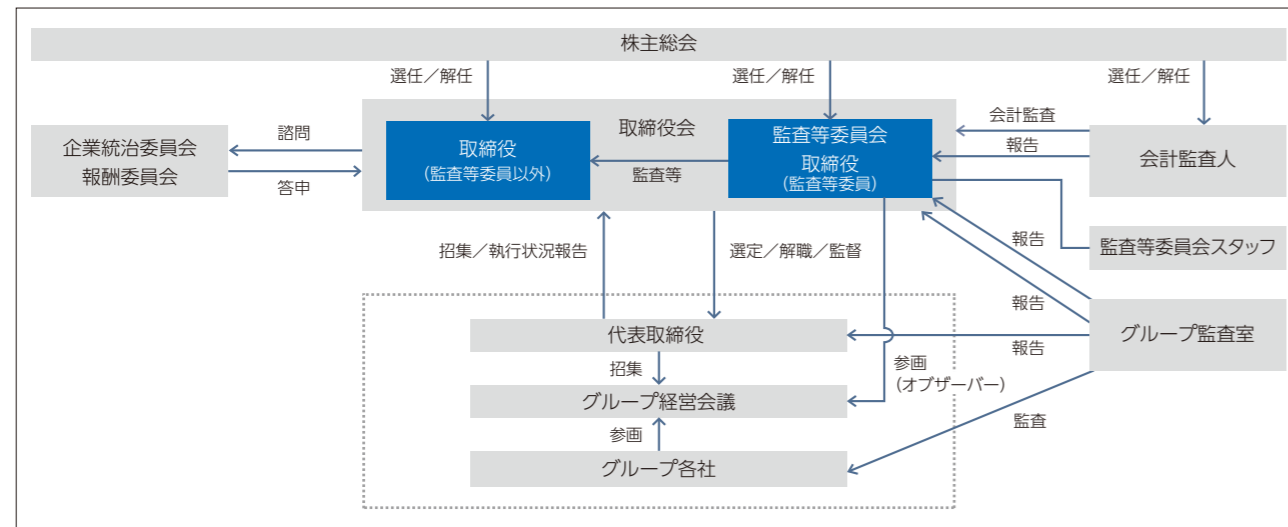 株主総会
選任／解任
選任／解任
選任／解任
企業統治委員会
報酬委員会
諮問
答申
取締役会
取締役
（監査等委員以外）
監査等
監査等委員会
取締役
（監査等委員）
会計監査
報告
会計監査人
監査等委員会スタッフ
招集／執行状況報告
選定／解職／監督
報告
報告
報告
グループ監査室
代表取締役
招集
グループ経営会議
参画
（オブザーバー）
参画
グループ各社
監査